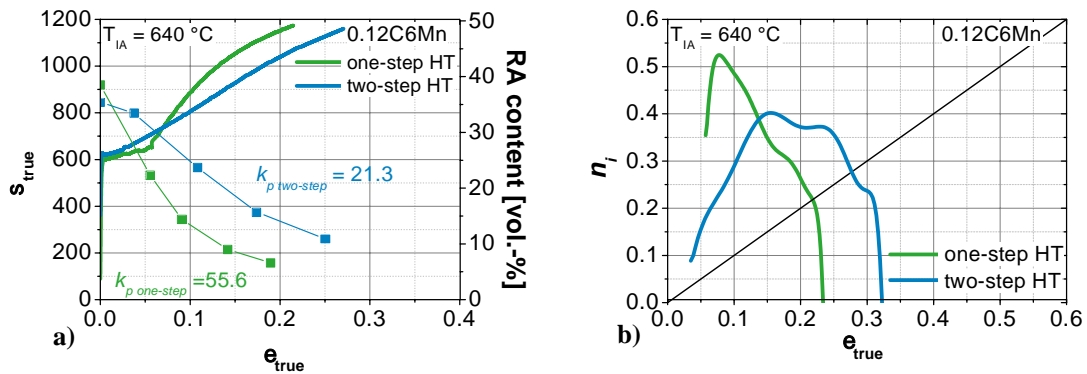 T_IA = 640 °C
0.12C6Mn
one-step HT
two-step HT
k_p two-step = 21.3
k_p one-step =55.6
1200
1000
800
600
400
200
0
s_true
50
40
30
20
10
0
RA content [vol.-%]
0.0 0.1 0.2 0.3 0.4
e_true
a)
T_IA = 640 °C
0.12C6Mn
one-step HT
two-step HT
0.6
0.5
0.4
0.3
0.2
0.1
0.0
n_i
0.0 0.1 0.2 0.3 0.4 0.5 0.6
e_true
b)